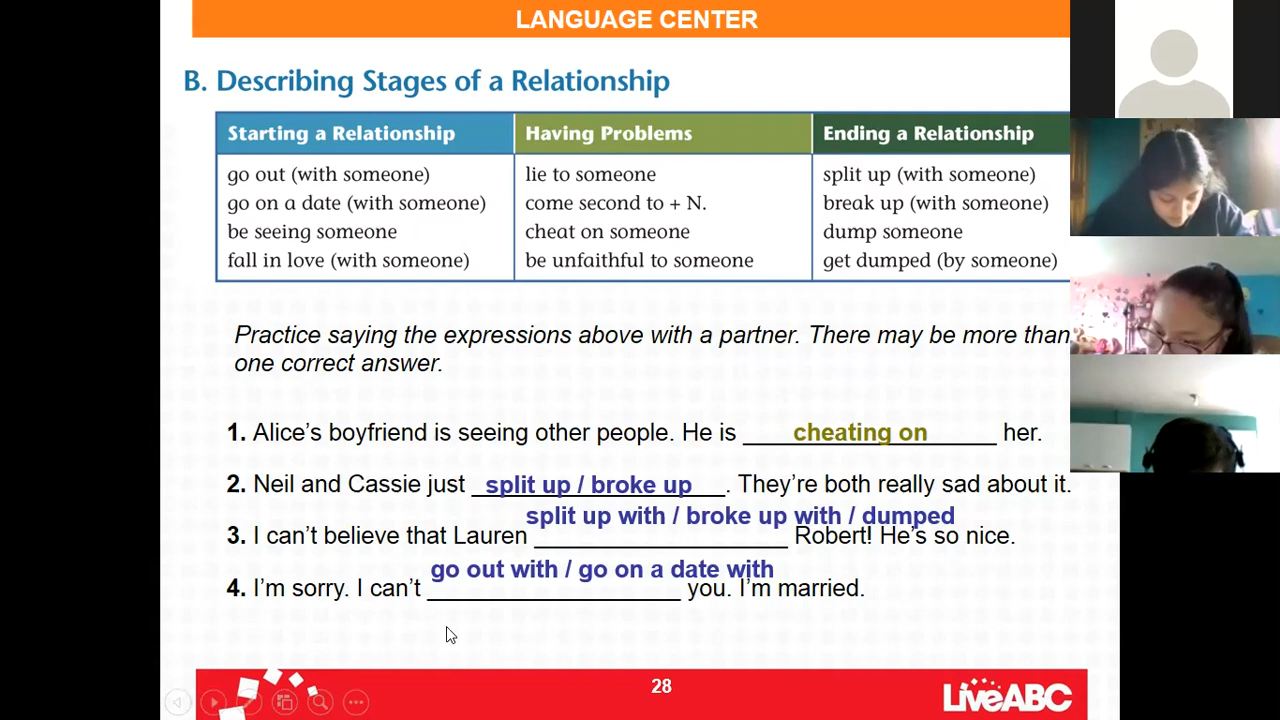 LANGUAGE CENTER
B. Describing Stages of a Relationship
Starting a Relationship Having Problems Ending a Relationship
go out (with someone) lie to someone split up (with someone)
go on a date (with someone) come second to + N. break up (with someone)
be seeing someone cheat on someone dump someone
fall in love (with someone) be unfaithful to someone get dumped (by someone)
Practice saying the expressions above with a partner. There may be more than
one correct answer.
1. Alice's boyfriend is seeing other people. He is cheating on her.
2. Neil and Cassie just split up / broke up. They're both really sad about it.
split up with / broke up with / dumped
3. I can't believe that Lauren ____________________ Robert! He's so nice.
go out with / go on a date with
4. I'm sorry. I can't ____________________ you. I'm married.
28
LiveABC